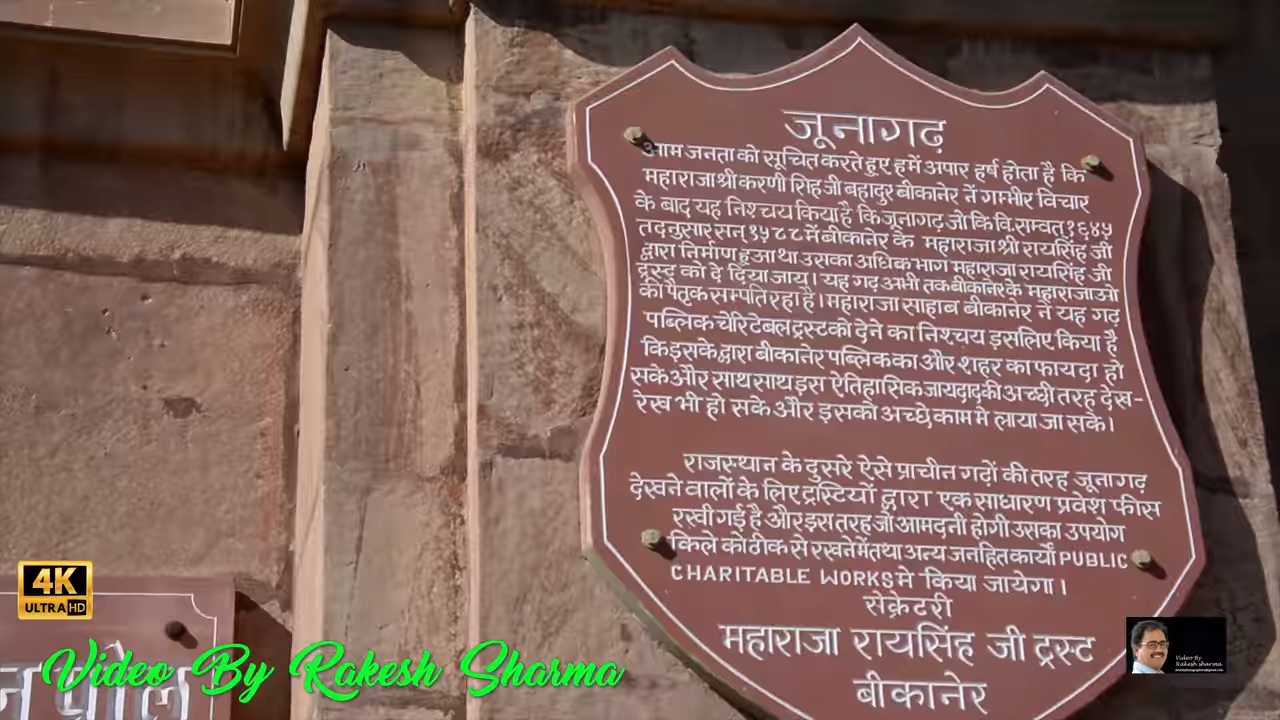 जूनागढ़
आम जनता को सूचित करते हुए हमें अपार हर्ष होता है कि
महाराजा श्री करणी सिंह जी बहादुर बीकानेर नें गम्भीर विचार
के बाद यह निश्चय किया है कि जूनागढ़ जो कि वि. सम्वत् १६४५
तदनुसार सन् १५८८ में बीकानेर के महाराजा श्री रायसिंह जी
द्वारा निर्माण हुआ था उसका अधिक भाग महाराजा रायसिंह जी
ट्रस्ट को दे दिया जाय। यह गढ़ अभी तक बीकानेर के महाराजाओ
की पैतृक सम्पति रहा है। महाराजा साहाब बीकानेर ने यह गढ़
पब्लिक चेरिटेबल ट्रस्ट को देने का निश्चय इसलिए किया है
कि इसके द्वारा बीकानेर पब्लिक का और शहर का फायदा हो
सके और साथ साथ इस ऐतिहासिक जायदाद की अच्छी तरह देख-
रेख भी हो सके और इसको अच्छे काम मे लाया जा सके।
राजस्थान के दुसरे ऐसे प्राचीन गढ़ों की तरह जूनागढ़
देखने वालों के लिए ट्रस्टियों द्वारा एक साधारण प्रवेश फीस
रखी गई है और इस तरह जो आमदनी होगी उसका उपयोग
किले को ठीक से रखने में तथा अन्य जनहित कार्यों PUBLIC
CHARITABLE WORKS मे किया जायेगा।
सेक्रेटरी
महाराजा रायसिंह जी ट्रस्ट
बीकानेर
4K
ULTRA HD
Video By Rakesh Sharma
Video By
Rakesh sharma